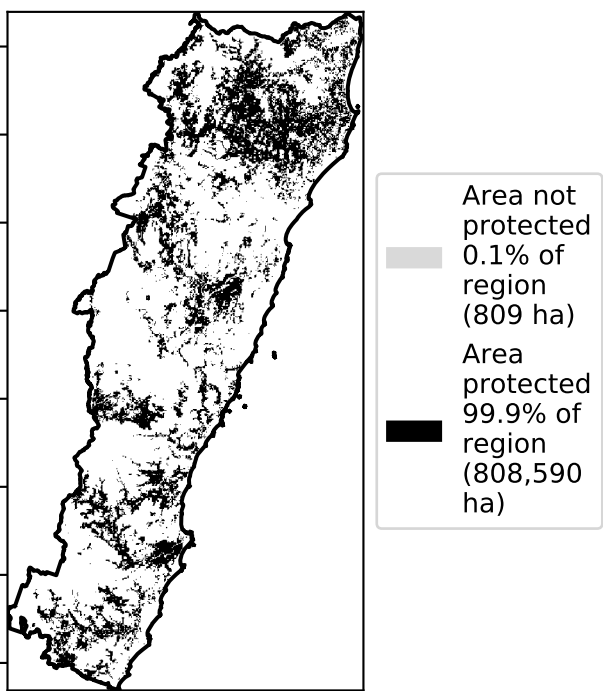 Area not
protected
0.1% of
region
(809 ha)
Area
protected
99.9% of
region
(808,590
ha)